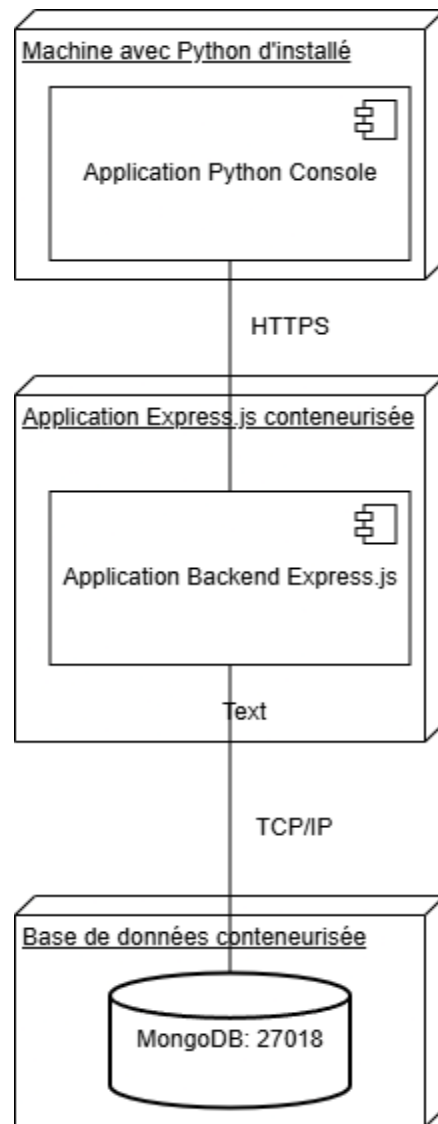 Machine avec Python d'installé
Application Python Console
HTTPS
Application Express.js conteneurisée
Application Backend Express.js
Text
TCP/IP
Base de données conteneurisée
MongoDB: 27018